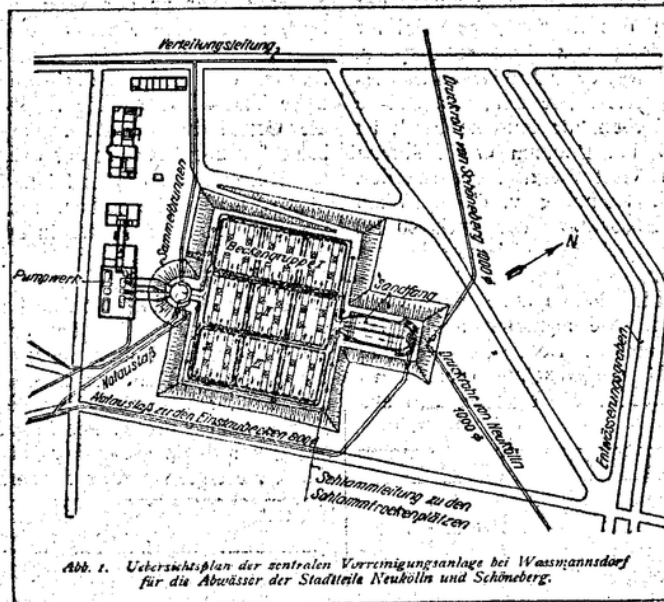 Verteilungsleitung
Druckrohr von Schöneberg 1000 ⌀
Sammelbrunnen
Beckengruppe I
N
Pumpwerk
Sandfang
Notauslaß
Druckrohr von Neukölln
1000 ⌀
Entwässerungsgraben
Notauslaß zu den Einstaubecken 800 ⌀
Schlammleitung zu den
Schlammtrockenplätzen
Abb. 1. Uebersichtsplan der zentralen Vorreinigungsanlage bei Wassmannsdorf
für die Abwässer der Stadtteile Neukölln und Schöneberg.